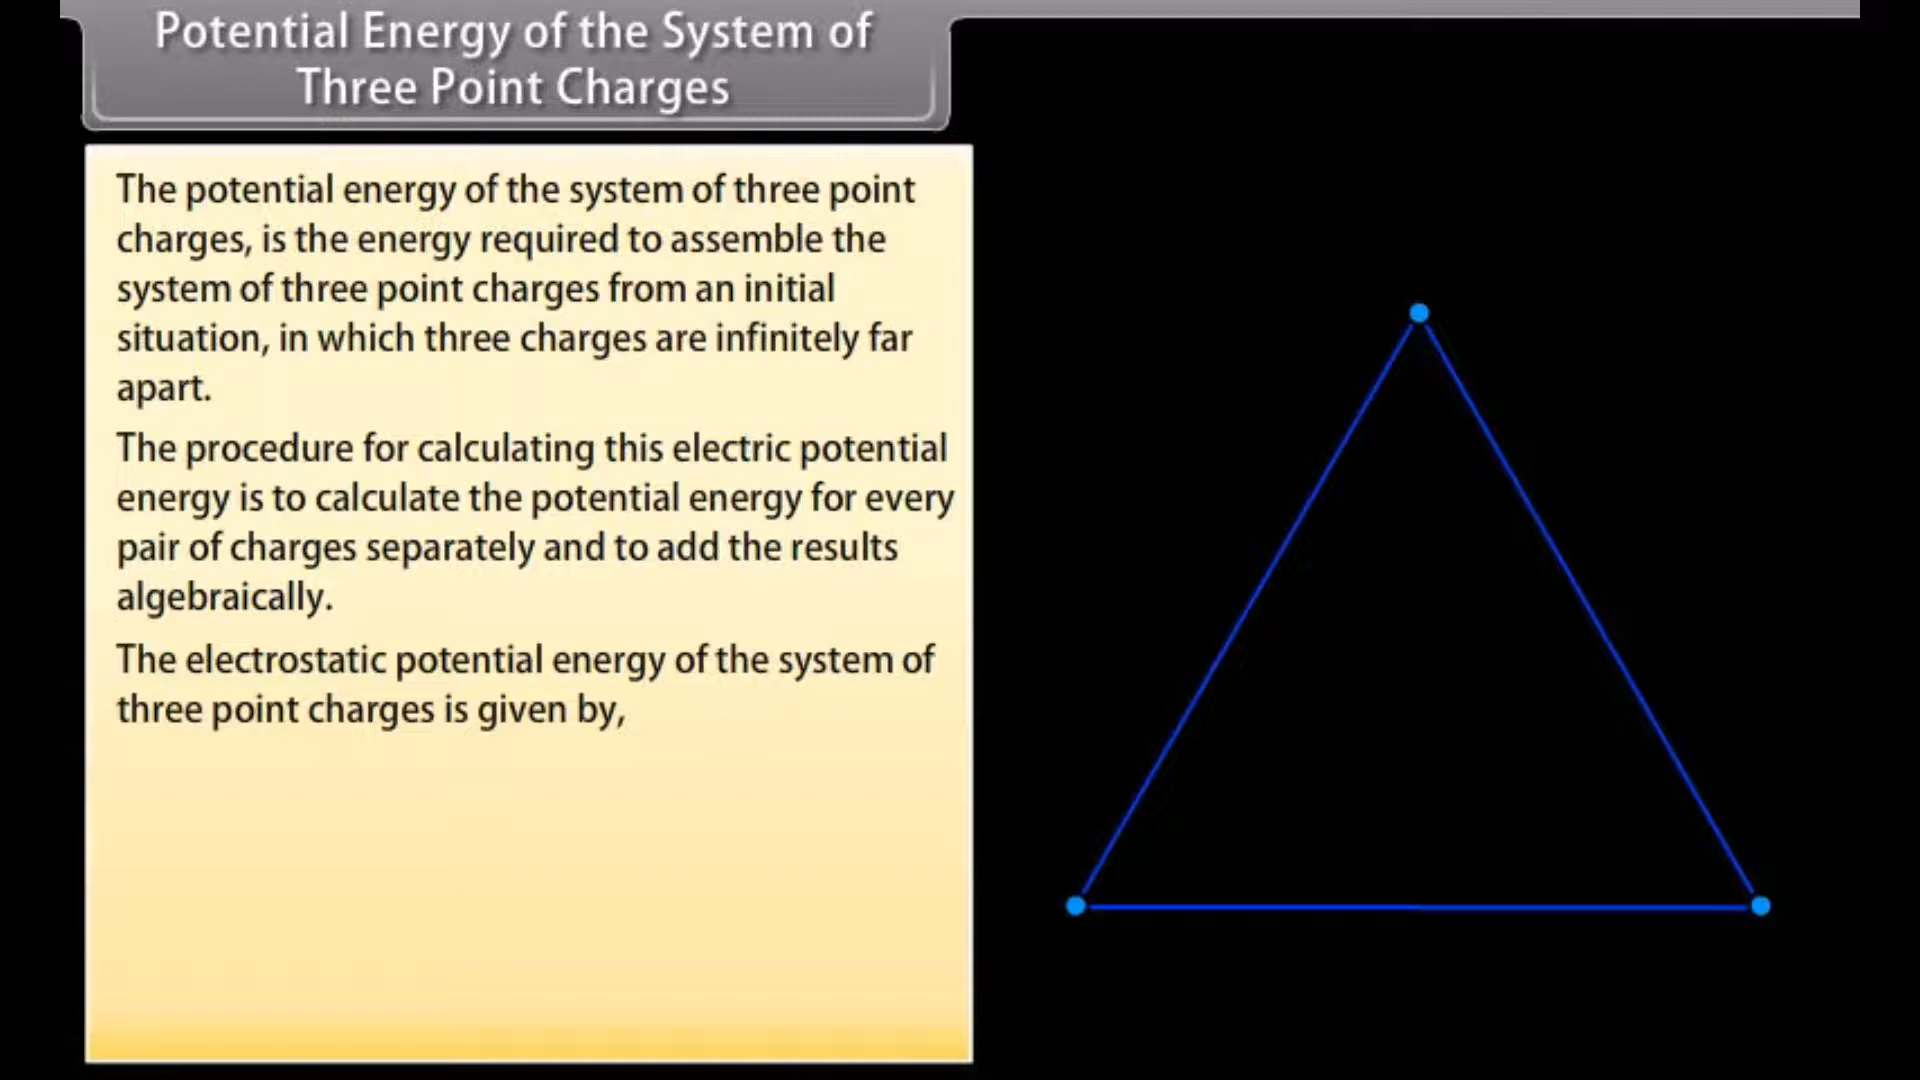 Potential Energy of the System of
Three Point Charges
The potential energy of the system of three point
charges, is the energy required to assemble the
system of three point charges from an initial
situation, in which three charges are infinitely far
apart.
The procedure for calculating this electric potential
energy is to calculate the potential energy for every
pair of charges separately and to add the results
algebraically.
The electrostatic potential energy of the system of
three point charges is given by,